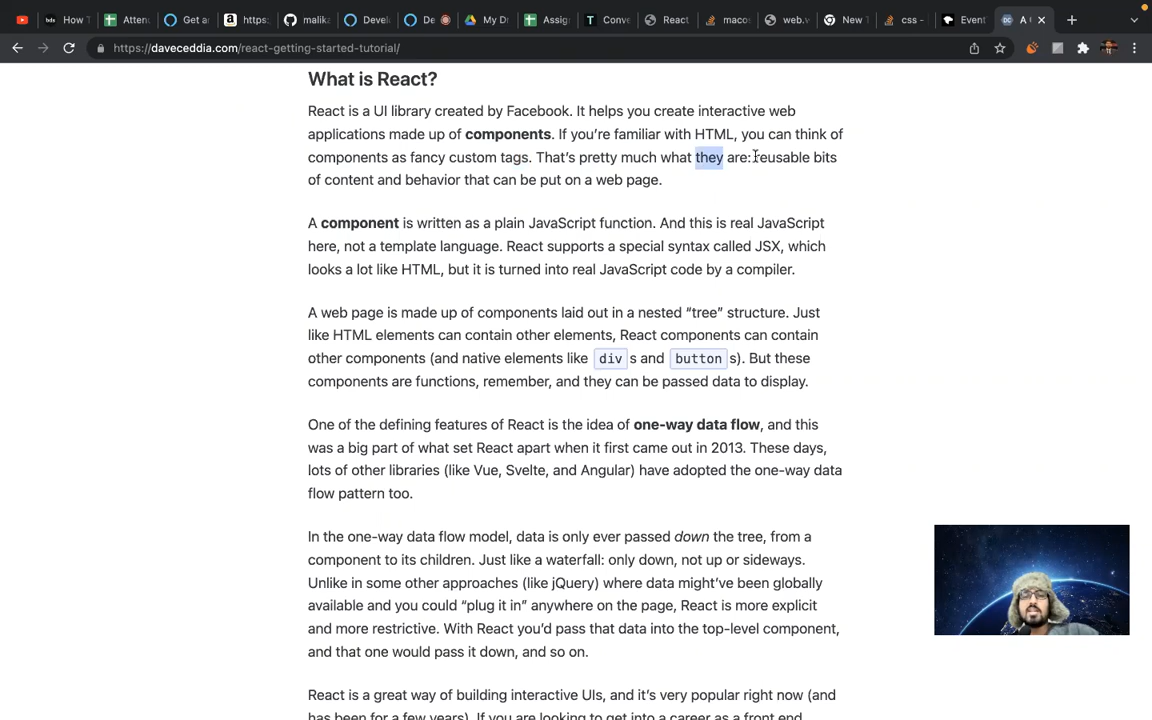 How T
Atten
Get a
https:
malika
Devel
De
My Dr
Assig
Conve
React
maco
web.v
New T
css -
Event
A
https://daveceddia.com/react-getting-started-tutorial/
What is React?
React is a UI library created by Facebook. It helps you create interactive web
applications made up of components. If you're familiar with HTML, you can think of
components as fancy custom tags. That's pretty much what they are: reusable bits
of content and behavior that can be put on a web page.
A component is written as a plain JavaScript function. And this is real JavaScript
here, not a template language. React supports a special syntax called JSX, which
looks a lot like HTML, but it is turned into real JavaScript code by a compiler.
A web page is made up of components laid out in a nested “tree” structure. Just
like HTML elements can contain other elements, React components can contain
other components (and native elements like div s and button s). But these
components are functions, remember, and they can be passed data to display.
One of the defining features of React is the idea of one-way data flow, and this
was a big part of what set React apart when it first came out in 2013. These days,
lots of other libraries (like Vue, Svelte, and Angular) have adopted the one-way data
flow pattern too.
In the one-way data flow model, data is only ever passed down the tree, from a
component to its children. Just like a waterfall: only down, not up or sideways.
Unlike in some other approaches (like jQuery) where data might've been globally
available and you could “plug it in” anywhere on the page, React is more explicit
and more restrictive. With React you'd pass that data into the top-level component,
and that one would pass it down, and so on.
React is a great way of building interactive UIs, and it's very popular right now (and
has been for a few years). If you are looking to get into a career as a front end